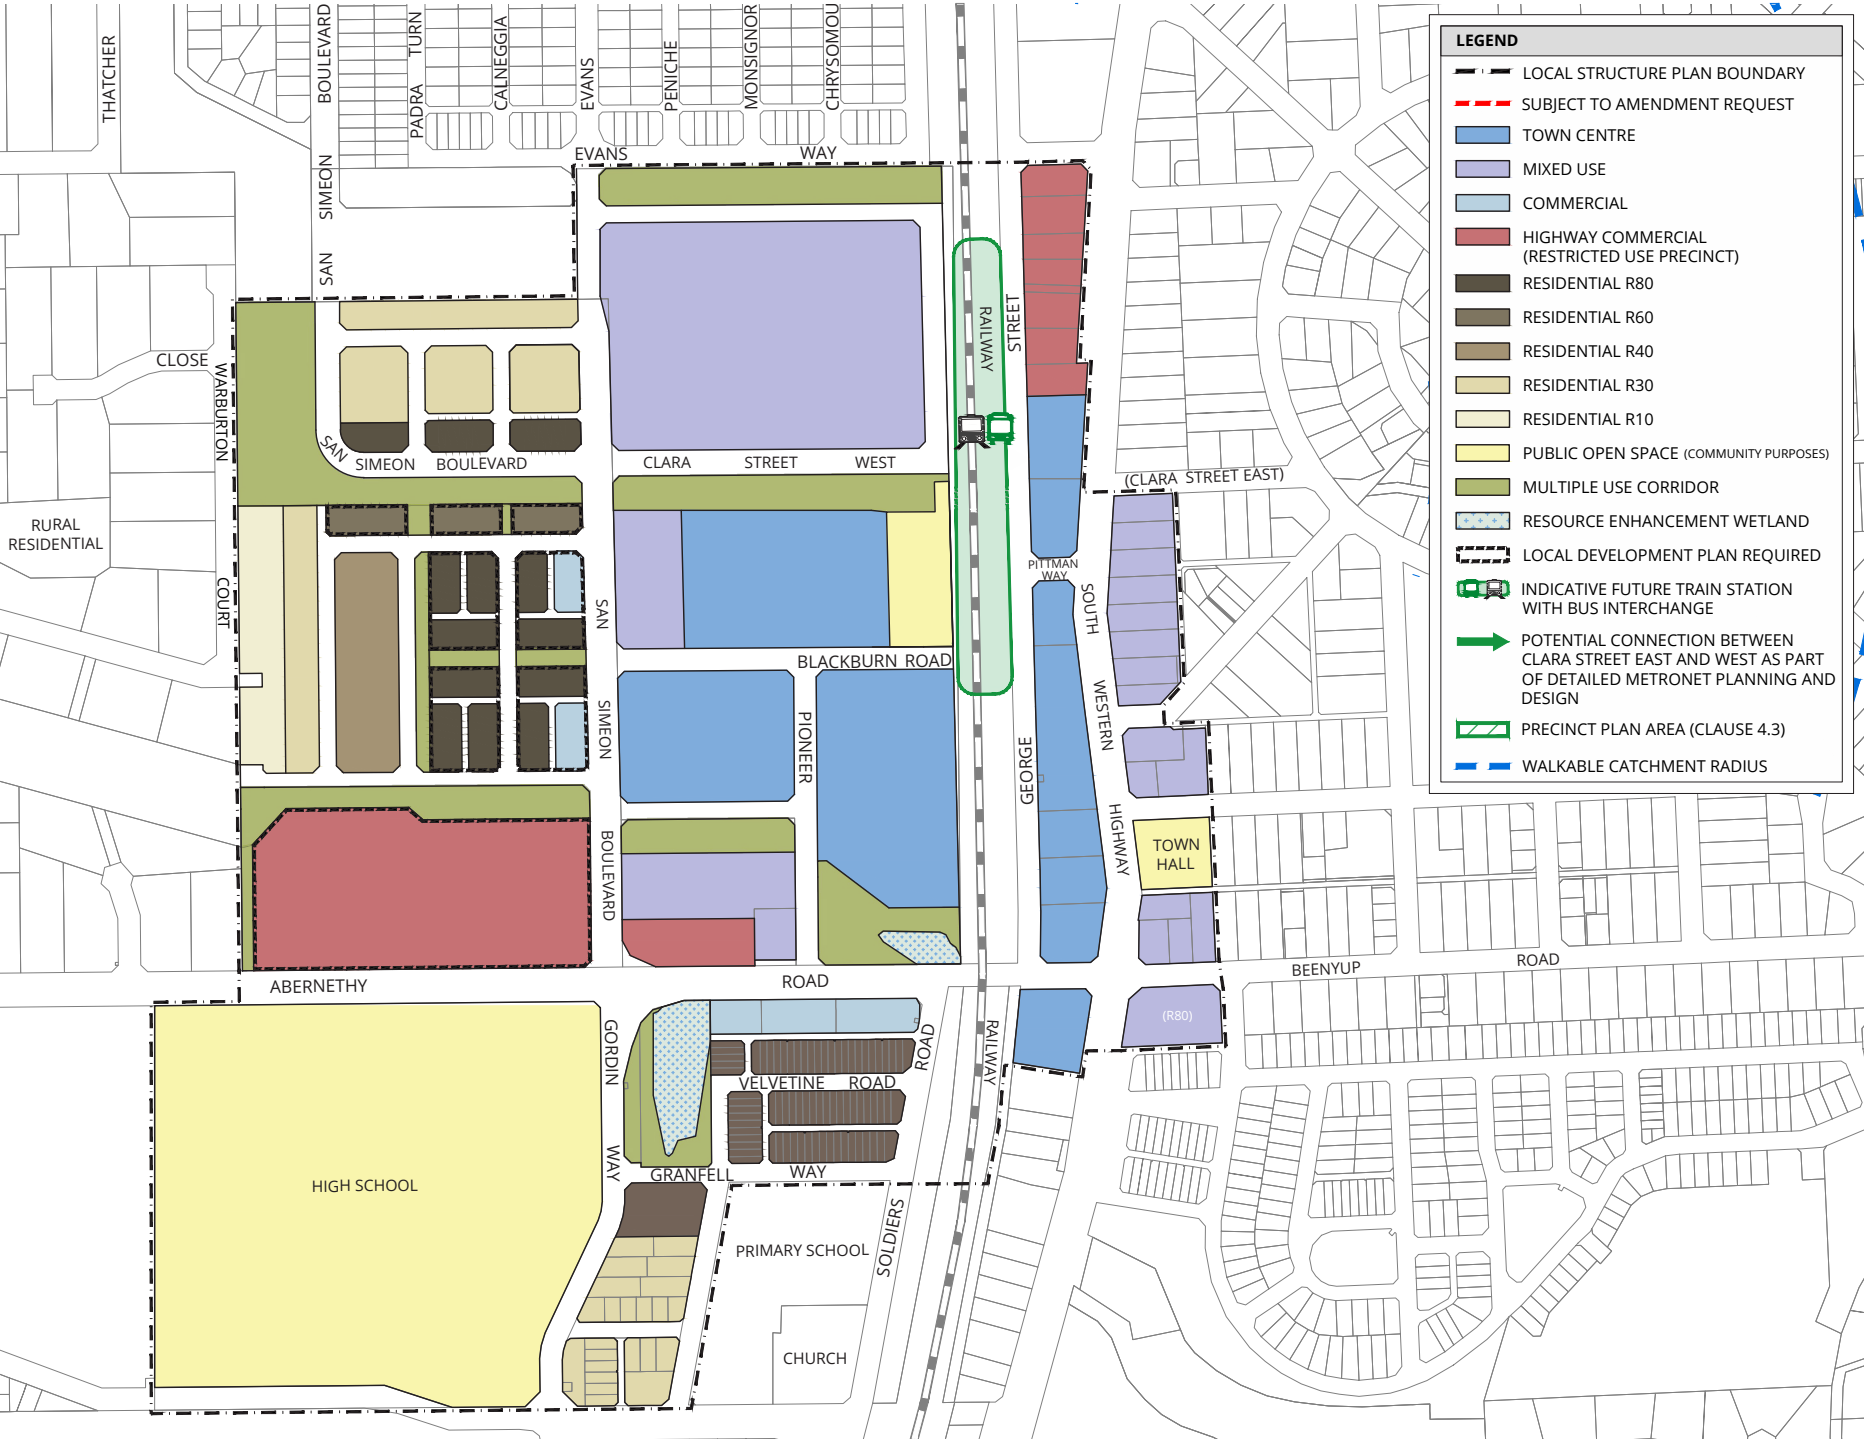 THATCHER
BOULEVARD
SIMEON
SAN
TURN
PADRA
CALNEGGIA
EVANS
PENICHE
MONSIGNOR
CHRYSOMOU
EVANS WAY
CLOSE
WARBURTON
COURT
RURAL
RESIDENTIAL
SAN
SIMEON BOULEVARD
CLARA STREET WEST
RAILWAY
STREET
(CLARA STREET EAST)
PITTMAN
WAY
SOUTH
WESTERN
HIGHWAY
SAN
SIMEON
BOULEVARD
BLACKBURN ROAD
PIONEER
GEORGE
TOWN
HALL
ABERNETHY ROAD
BEENYUP ROAD
(R80)
GORDIN
WAY
ROAD
RAILWAY
VELVETINE ROAD
GRANFELL WAY
HIGH SCHOOL
PRIMARY SCHOOL
SOLDIERS
CHURCH
LEGEND
LOCAL STRUCTURE PLAN BOUNDARY
SUBJECT TO AMENDMENT REQUEST
TOWN CENTRE
MIXED USE
COMMERCIAL
HIGHWAY COMMERCIAL
(RESTRICTED USE PRECINCT)
RESIDENTIAL R80
RESIDENTIAL R60
RESIDENTIAL R40
RESIDENTIAL R30
RESIDENTIAL R10
PUBLIC OPEN SPACE (COMMUNITY PURPOSES)
MULTIPLE USE CORRIDOR
RESOURCE ENHANCEMENT WETLAND
LOCAL DEVELOPMENT PLAN REQUIRED
INDICATIVE FUTURE TRAIN STATION
WITH BUS INTERCHANGE
POTENTIAL CONNECTION BETWEEN
CLARA STREET EAST AND WEST AS PART
OF DETAILED METRONET PLANNING AND
DESIGN
PRECINCT PLAN AREA (CLAUSE 4.3)
WALKABLE CATCHMENT RADIUS